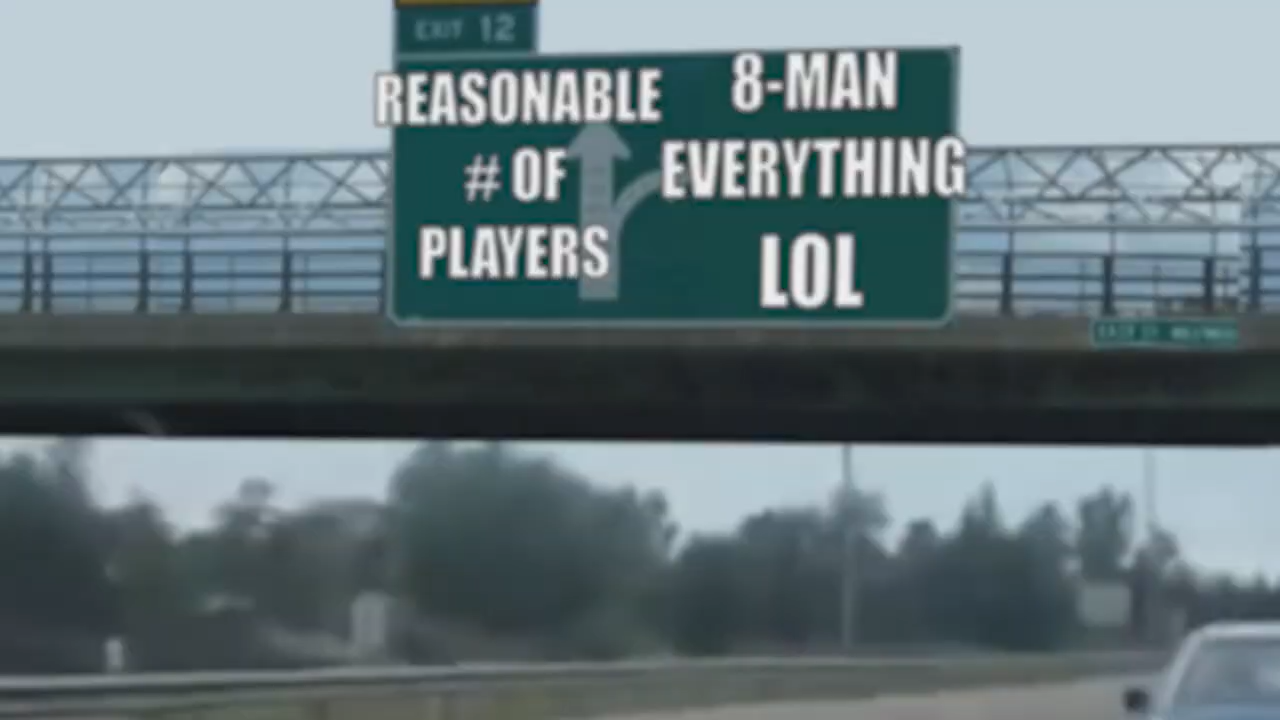 EXIT 12
REASONABLE
# OF
PLAYERS
8-MAN
EVERYTHING
LOL